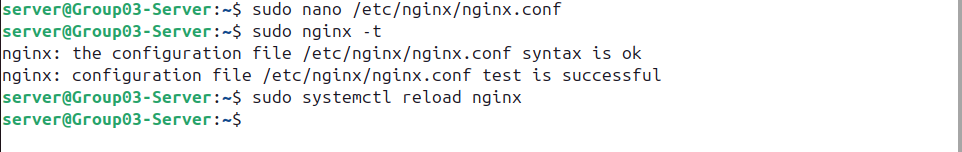 server@Group03-Server:~$ sudo nano /etc/nginx/nginx.conf
server@Group03-Server:~$ sudo nginx -t
nginx: the configuration file /etc/nginx/nginx.conf syntax is ok
nginx: configuration file /etc/nginx/nginx.conf test is successful
server@Group03-Server:~$ sudo systemctl reload nginx
server@Group03-Server:~$